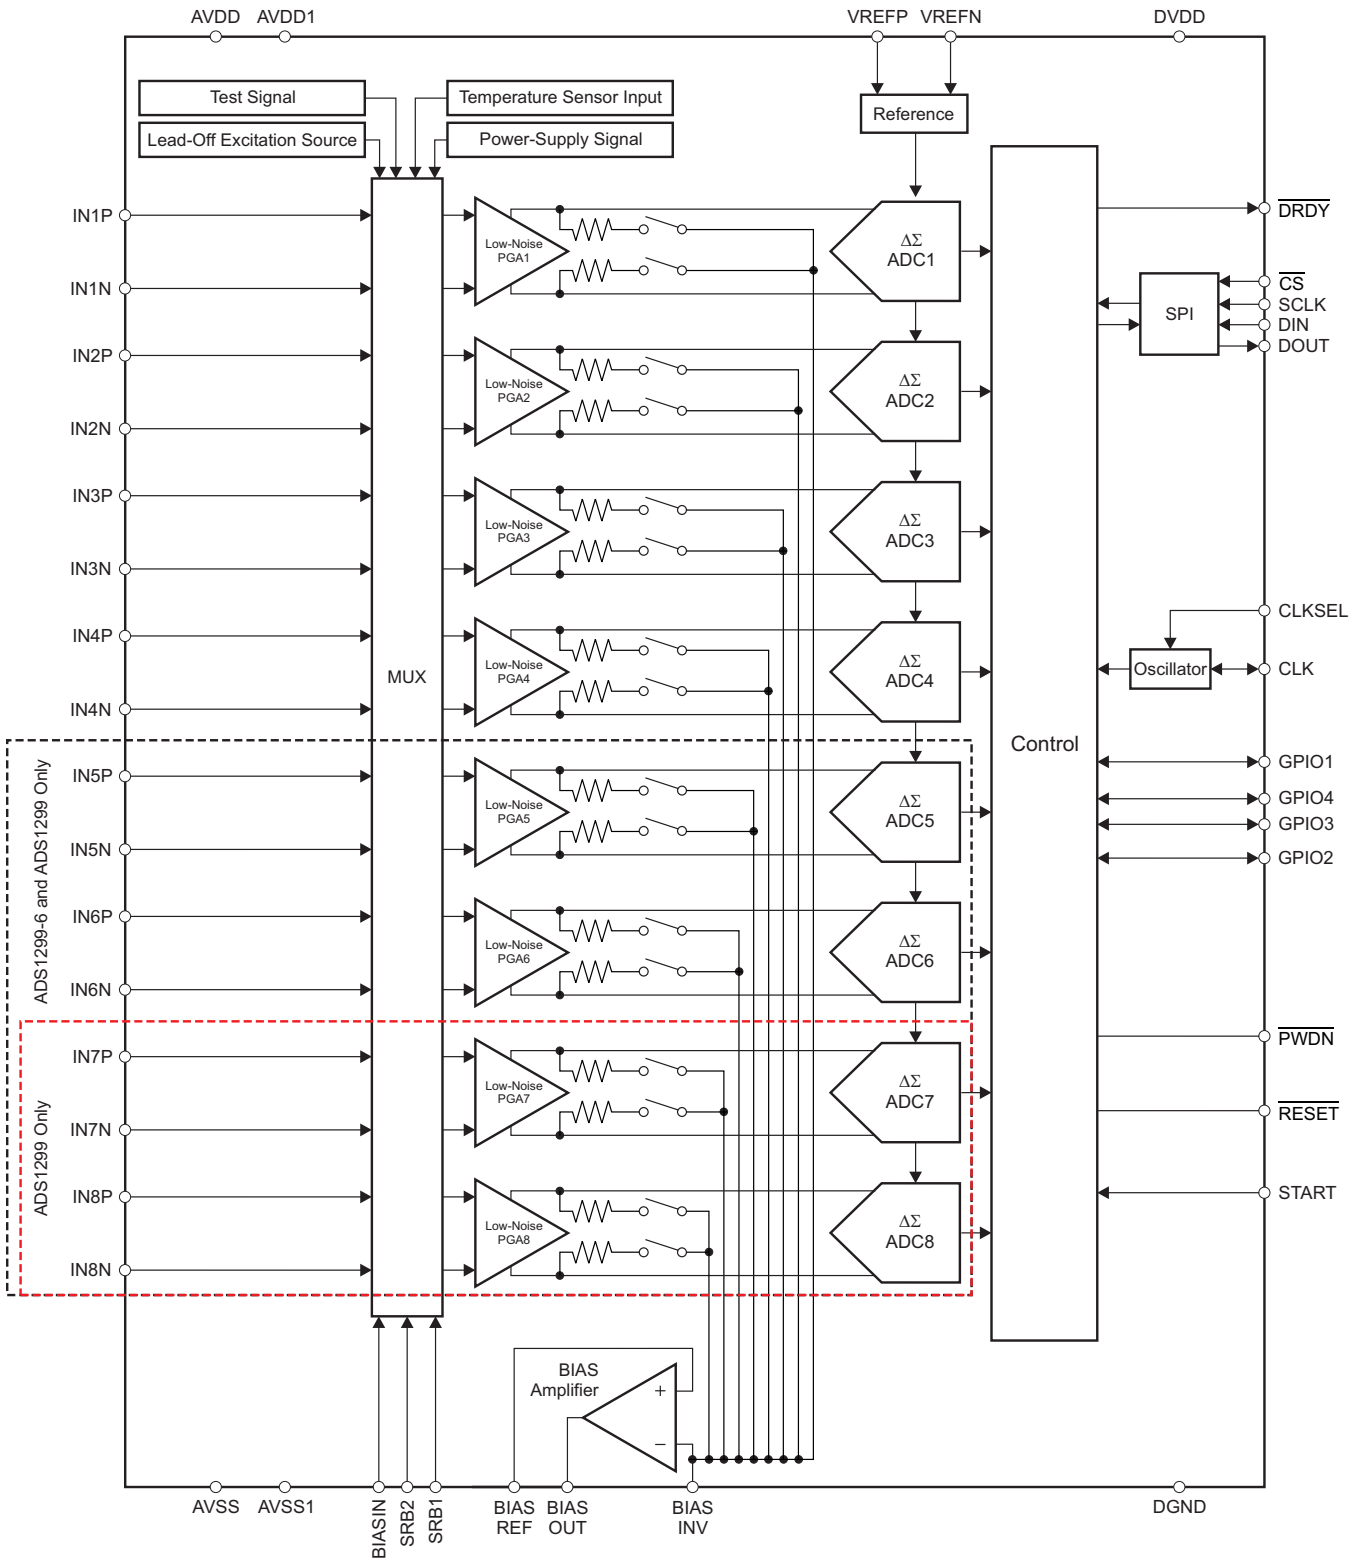 AVDD AVDD1 VREFP VREFN DVDD
Test Signal
Temperature Sensor Input
Lead-Off Excitation Source
Power-Supply Signal
Reference
IN1P
IN1N
IN2P
IN2N
IN3P
IN3N
IN4P
IN4N
IN5P
IN5N
IN6P
IN6N
IN7P
IN7N
IN8P
IN8N
ADS1299-6 and ADS1299 Only
ADS1299 Only
MUX
Low-Noise
PGA1
Low-Noise
PGA2
Low-Noise
PGA3
Low-Noise
PGA4
Low-Noise
PGA5
Low-Noise
PGA6
Low-Noise
PGA7
Low-Noise
PGA8
ΔΣ
ADC1
ΔΣ
ADC2
ΔΣ
ADC3
ΔΣ
ADC4
ΔΣ
ADC5
ΔΣ
ADC6
ΔΣ
ADC7
ΔΣ
ADC8
Control
SPI
Oscillator
DRDY
CS
SCLK
DIN
DOUT
CLKSEL
CLK
GPIO1
GPIO4
GPIO3
GPIO2
PWDN
RESET
START
BIAS
Amplifier
+
−
AVSS AVSS1
BIASIN
SRB2
SRB1
BIAS
REF
BIAS
OUT
BIAS
INV
DGND